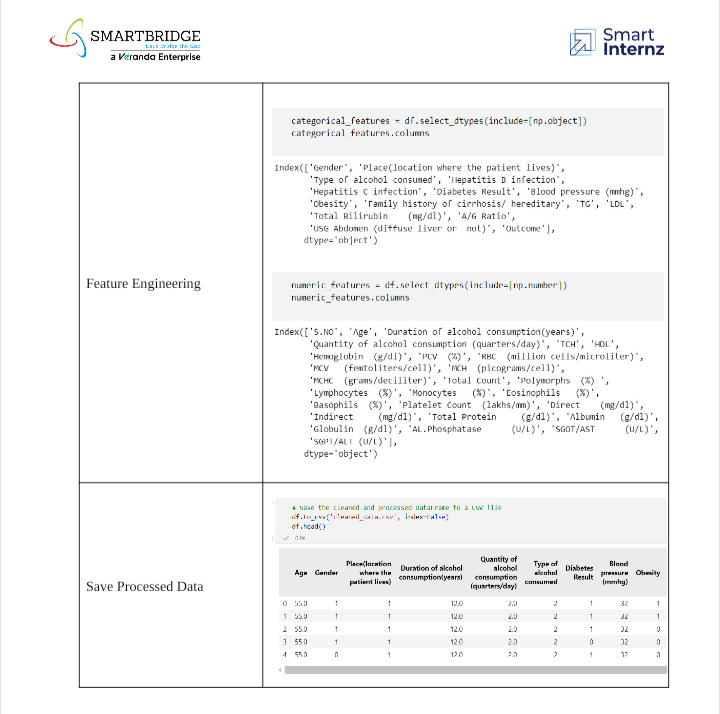 SMARTBRIDGE
Let's Bridge the Gap
a Veranda Enterprise
Smart
Internz
Feature Engineering
categorical_features = df.select_dtypes(include=[np.object])
categorical_features.columns
Index(['Gender', 'Place(location where the patient lives)',
'Type of alcohol consumed', 'Hepatitis B infection',
'Hepatitis C infection', 'Diabetes Result', 'Blood pressure (mmhg)',
'Obesity', 'Family history of cirrhosis/ hereditary', 'TG', 'LDL',
'Total Bilirubin    (mg/dl)', 'A/G Ratio',
'USG Abdomen (diffuse liver or  not)', 'Outcome'],
dtype='object')
numeric_features = df.select_dtypes(include=[np.number])
numeric_features.columns
Index(['S.NO', 'Age', 'Duration of alcohol consumption(years)',
'Quantity of alcohol consumption (quarters/day)', 'TCH', 'HDL',
'Hemoglobin  (g/dl)', 'PCV  (%)', 'RBC  (million cells/microliter)',
'MCV   (femtoliters/cell)', 'MCH  (picograms/cell)',
'MCHC  (grams/deciliter)', 'Total Count', 'Polymorphs  (%) ',
'Lymphocytes  (%)', 'Monocytes   (%)', 'Eosinophils   (%)',
'Basophils  (%)', 'Platelet Count  (lakhs/mm)', 'Direct    (mg/dl)',
'Indirect     (mg/dl)', 'Total Protein     (g/dl)', 'Albumin   (g/dl)',
'Globulin  (g/dl)', 'AL.Phosphatase      (U/L)', 'SGOT/AST      (U/L)',
'SGPT/ALT (U/L)'],
dtype='object')
Save Processed Data
# Save the cleaned and processed DataFrame to a CSV file
df.to_csv('cleaned_data.csv', index=False)
df.head()
✓ 0.0s
Age Gender Place(location where the patient lives) Duration of alcohol consumption(years) Quantity of alcohol consumption (quarters/day) Type of alcohol consumed Diabetes Result Blood pressure (mmhg) Obesity
0 55.0 1 1 12.0 2.0 2 1 32 1
1 55.0 1 1 12.0 2.0 2 1 32 1
2 55.0 1 1 12.0 2.0 2 1 32 0
3 55.0 1 1 12.0 2.0 2 0 32 0
4 55.0 0 1 12.0 2.0 2 1 32 0